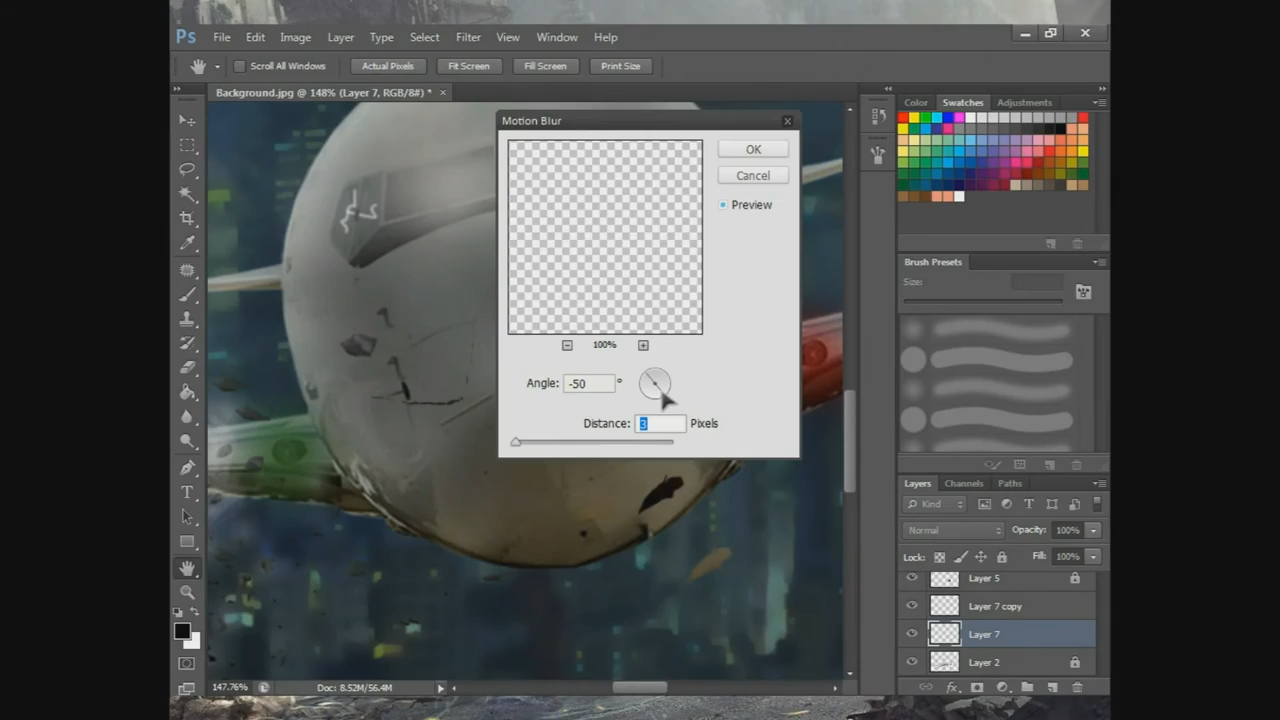 Ps File Edit Image Layer Type Select Filter View Window Help
Scroll All Windows Actual Pixels Fit Screen Fill Screen Print Size
Background.jpg @ 148% (Layer 7, RGB/8#) * ×
Color Swatches Adjustments
Motion Blur
OK
Cancel
Preview
100%
Angle: -50 °
Distance: 3 Pixels
Brush Presets
Size:
Layers Channels Paths
Kind
Normal Opacity: 100%
Lock: Fill: 100%
Layer 5
Layer 7 copy
Layer 7
Layer 2
147.76% Doc: 8.52M/56.4M